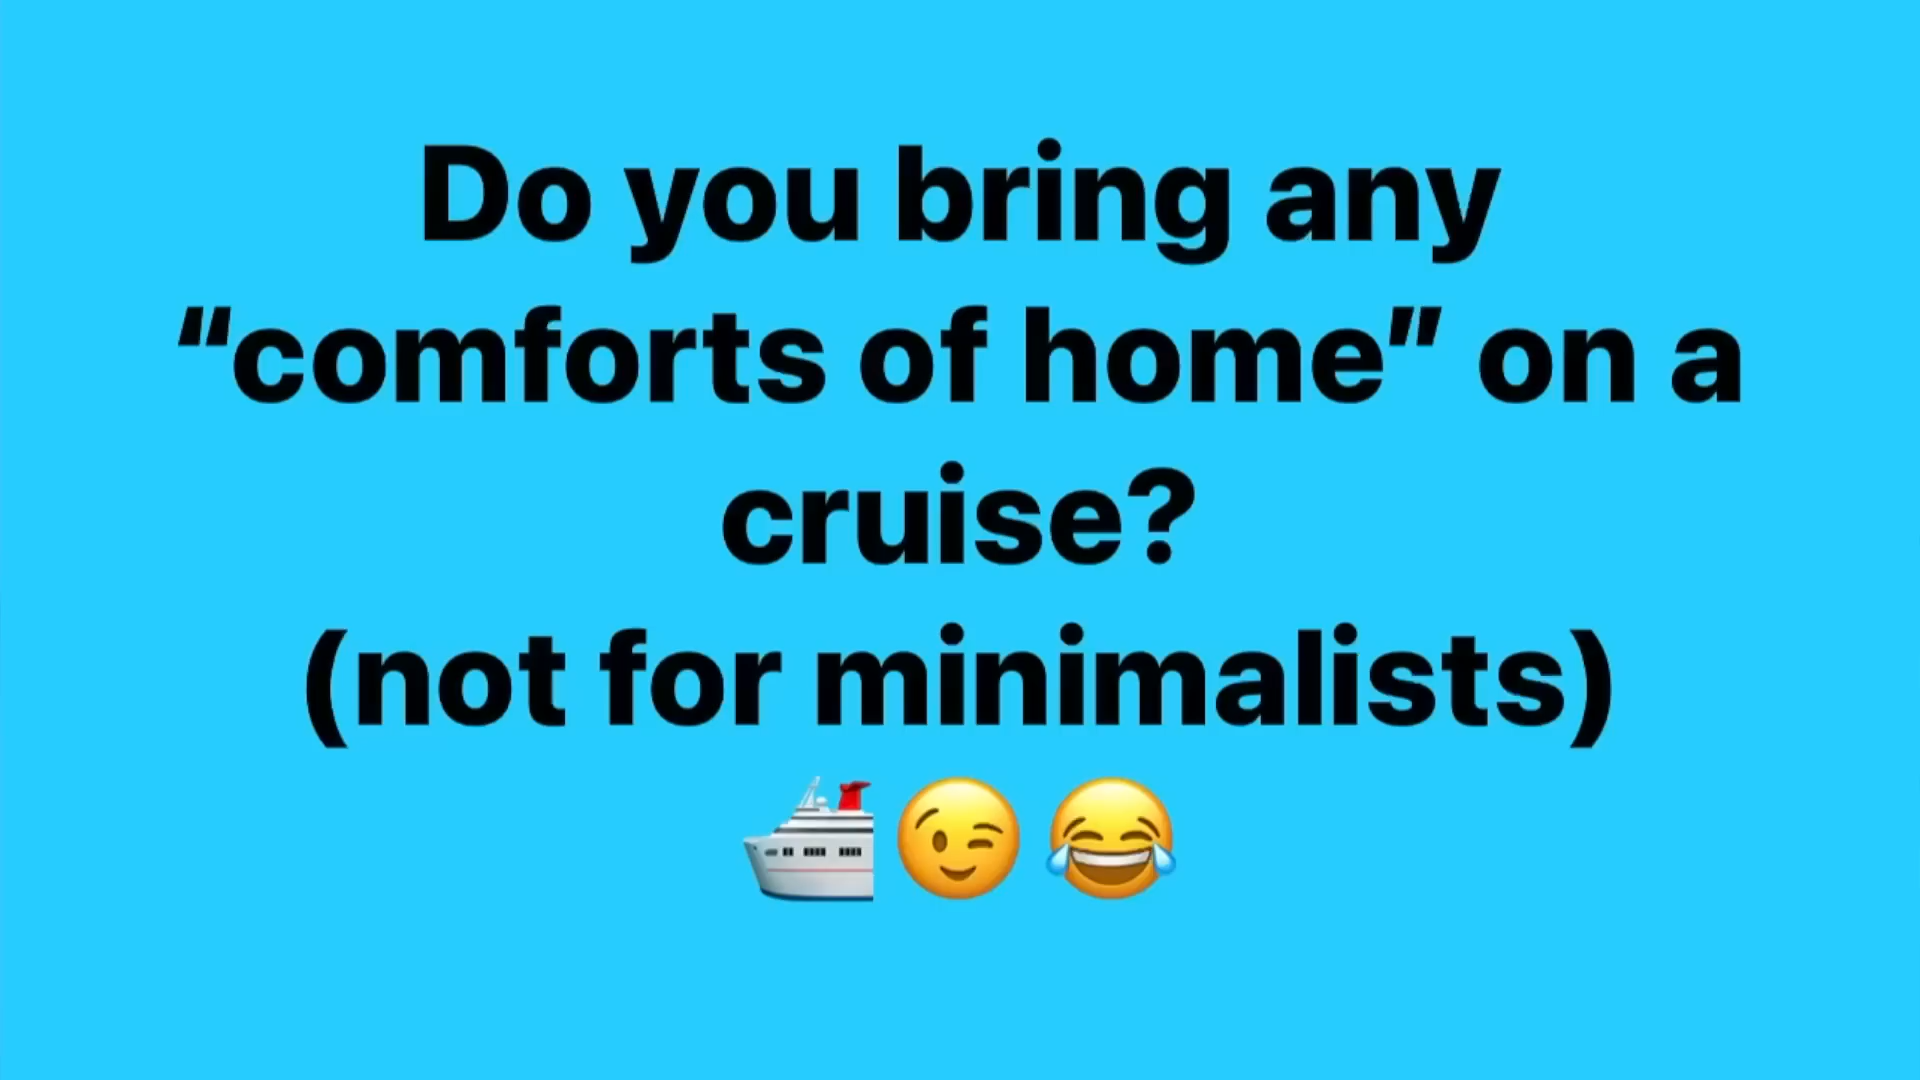 Do you bring any
“comforts of home” on a
cruise?
(not for minimalists)
🛳️😉😂